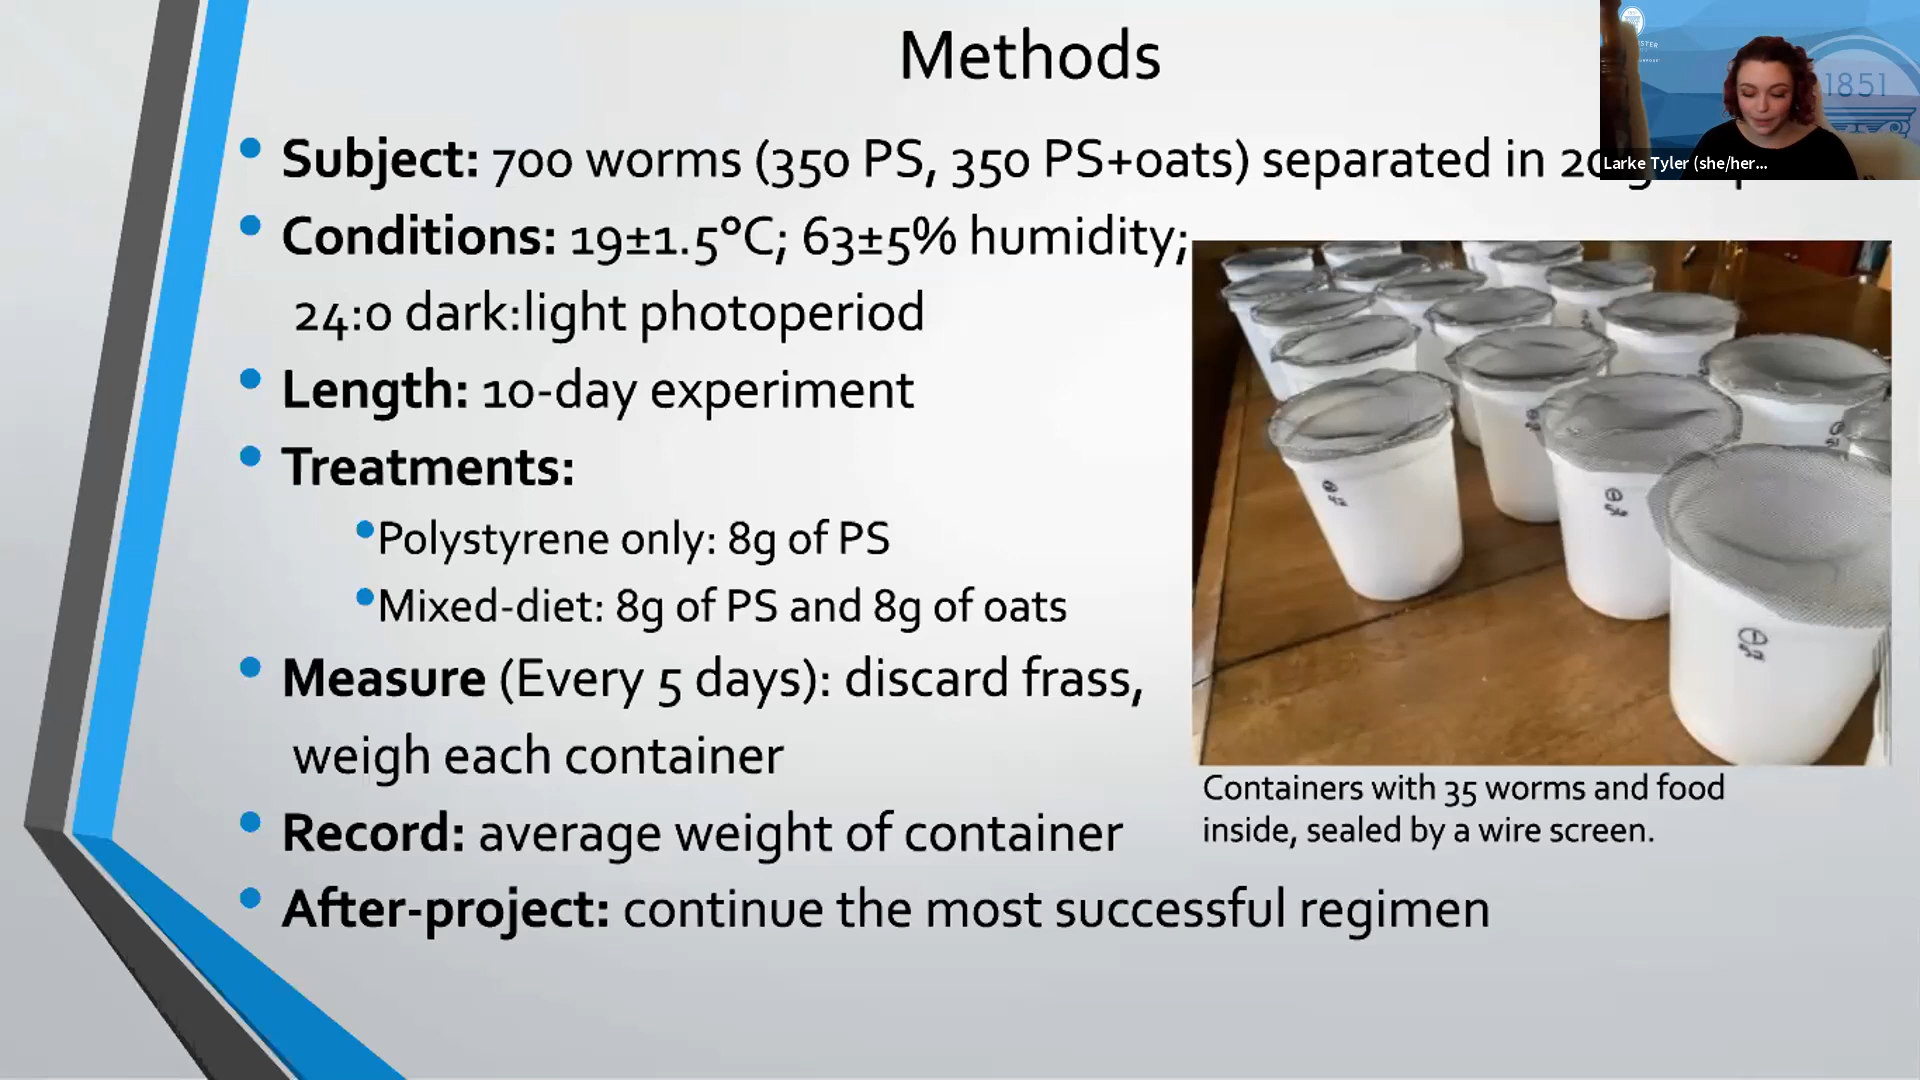 Methods
1851
Larke Tyler (she/her...
• Subject: 700 worms (350 PS, 350 PS+oats) separated in 20
• Conditions: 19±1.5°C; 63±5% humidity;
24:0 dark:light photoperiod
• Length: 10-day experiment
• Treatments:
• Polystyrene only: 8g of PS
• Mixed-diet: 8g of PS and 8g of oats
• Measure (Every 5 days): discard frass,
weigh each container
• Record: average weight of container
• After-project: continue the most successful regimen
Containers with 35 worms and food
inside, sealed by a wire screen.